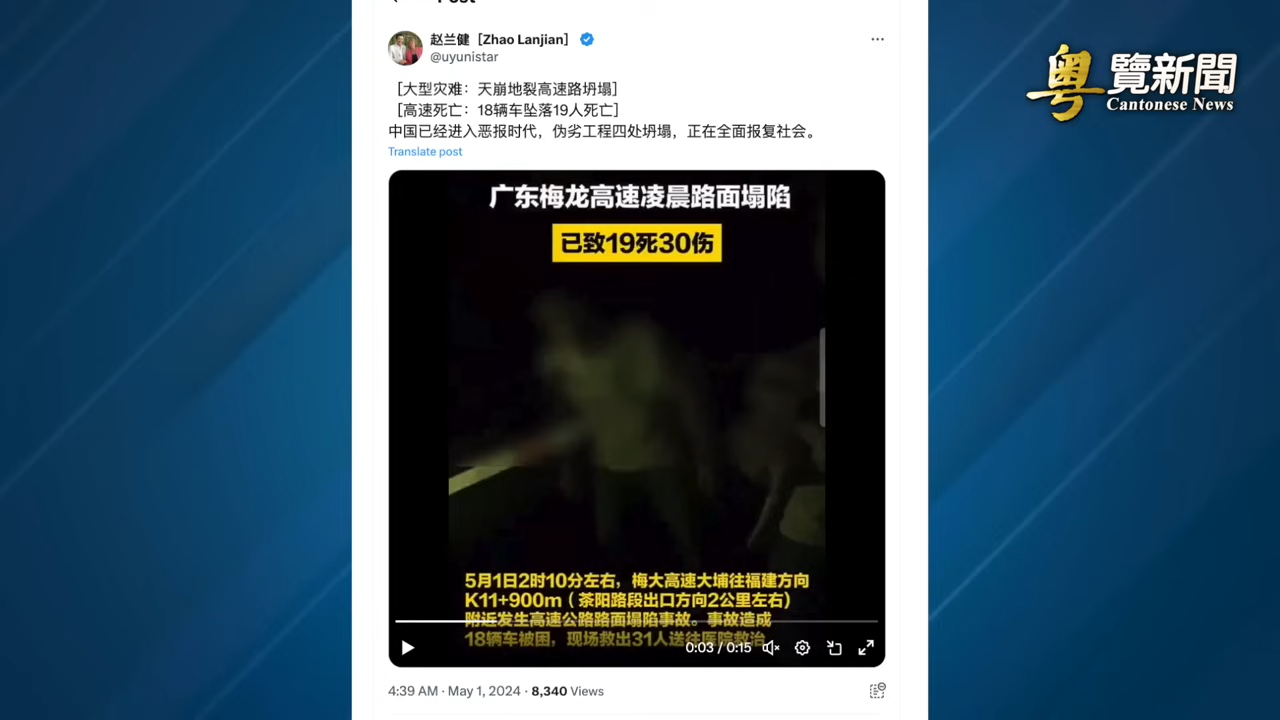 Post
赵兰健［Zhao Lanjian］
@uyunistar
粤覽新聞
Cantonese News
［大型灾难：天崩地裂高速路坍塌］
［高速死亡：18辆车坠落19人死亡］
中国已经进入恶报时代，伪劣工程四处坍塌，正在全面报复社会。
Translate post
广东梅龙高速凌晨路面塌陷
已致19死30伤
5月1日2时10分左右，梅大高速大埔往福建方向
K11+900m（茶阳路段出口方向2公里左右）
附近发生高速公路路面塌陷事故。事故造成
18辆车被困，现场救出31人送往医院救治
0:03 / 0:15
4:39 AM · May 1, 2024 · 8,340 Views